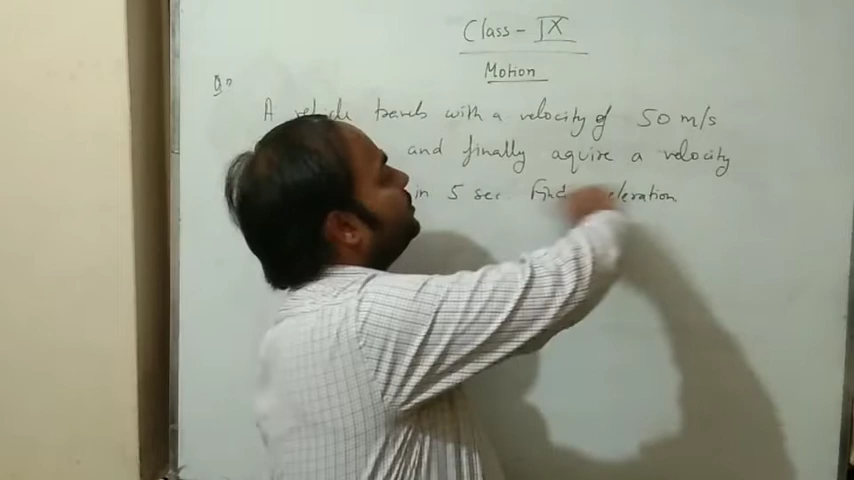 Class - IX
Motion
Q:
A vehicle travels with a velocity of 50 m/s
and finally aquire a velocity
in 5 sec find